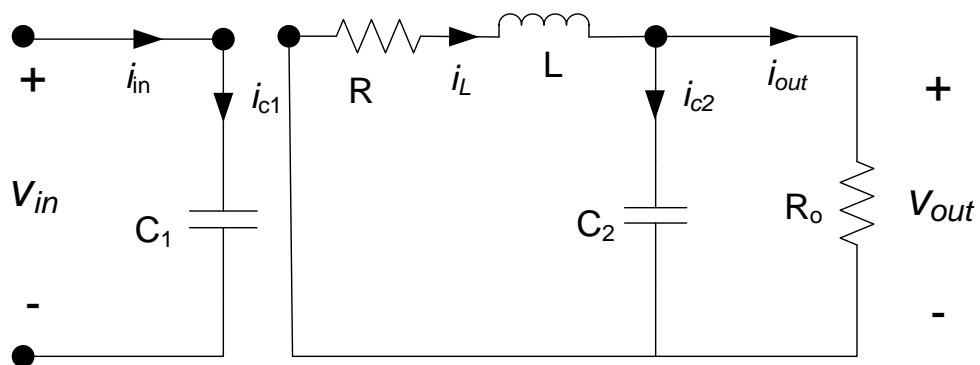 +
i_in
i_c1
R
i_L
L
i_c2
i_out
+
v_in
C_1
C_2
R_o
v_out
-
-